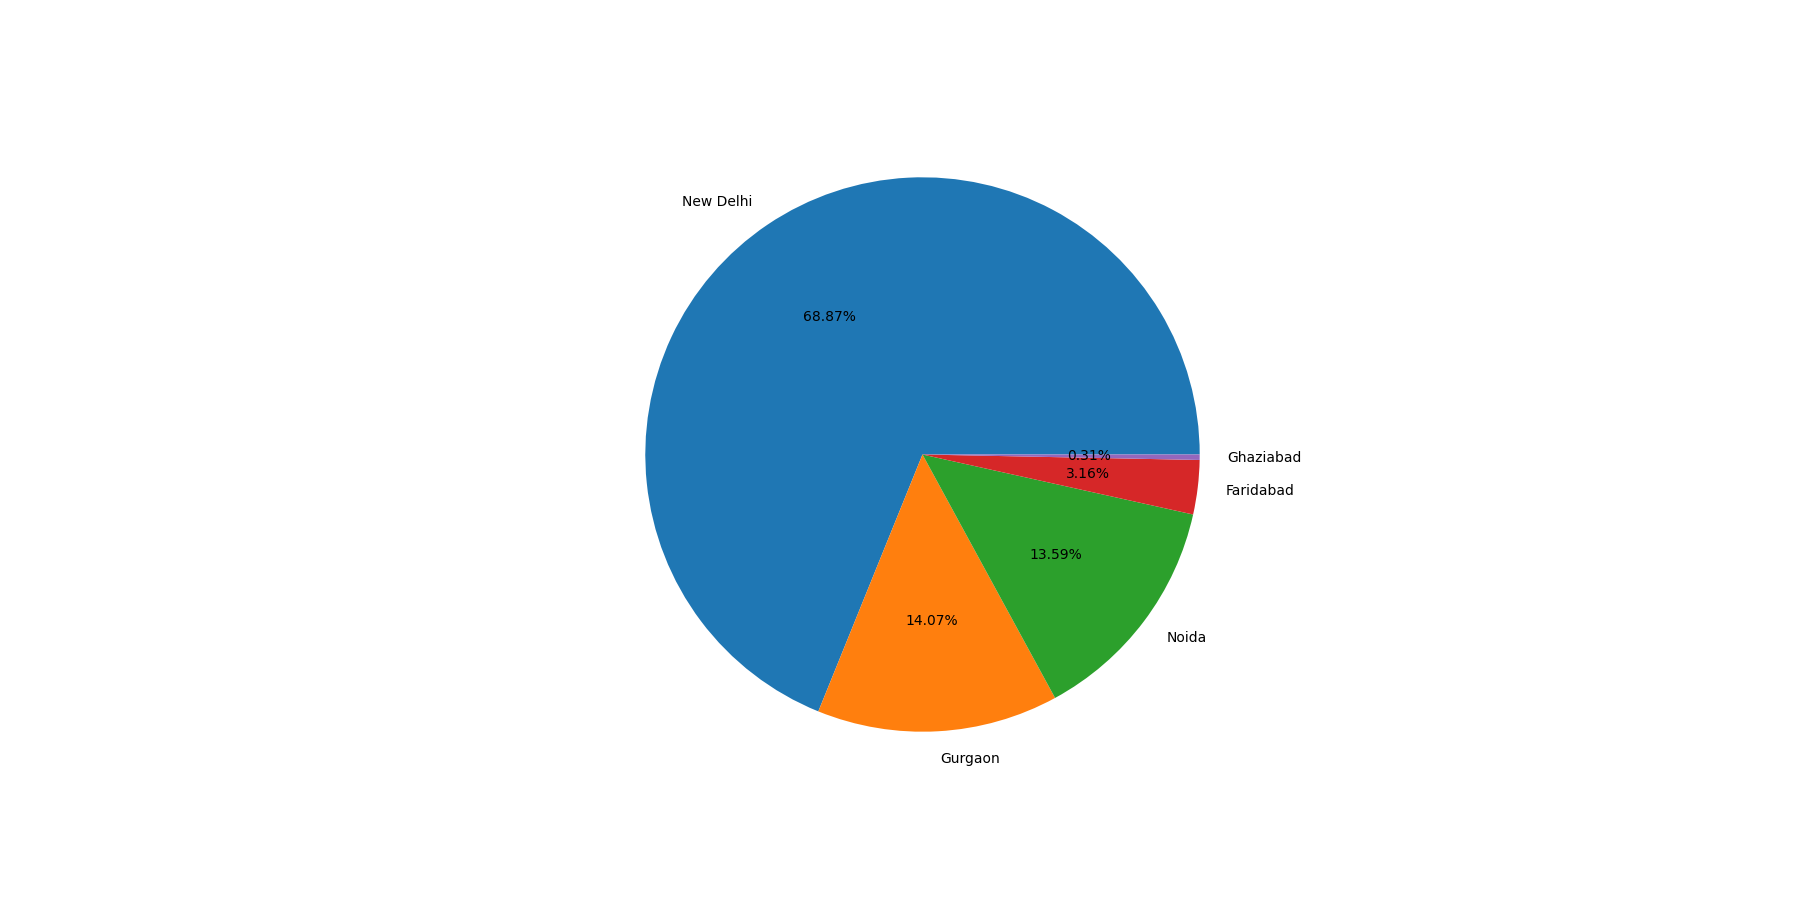 New Delhi
68.87%
0.31%
Ghaziabad
3.16%
Faridabad
13.59%
14.07%
Noida
Gurgaon